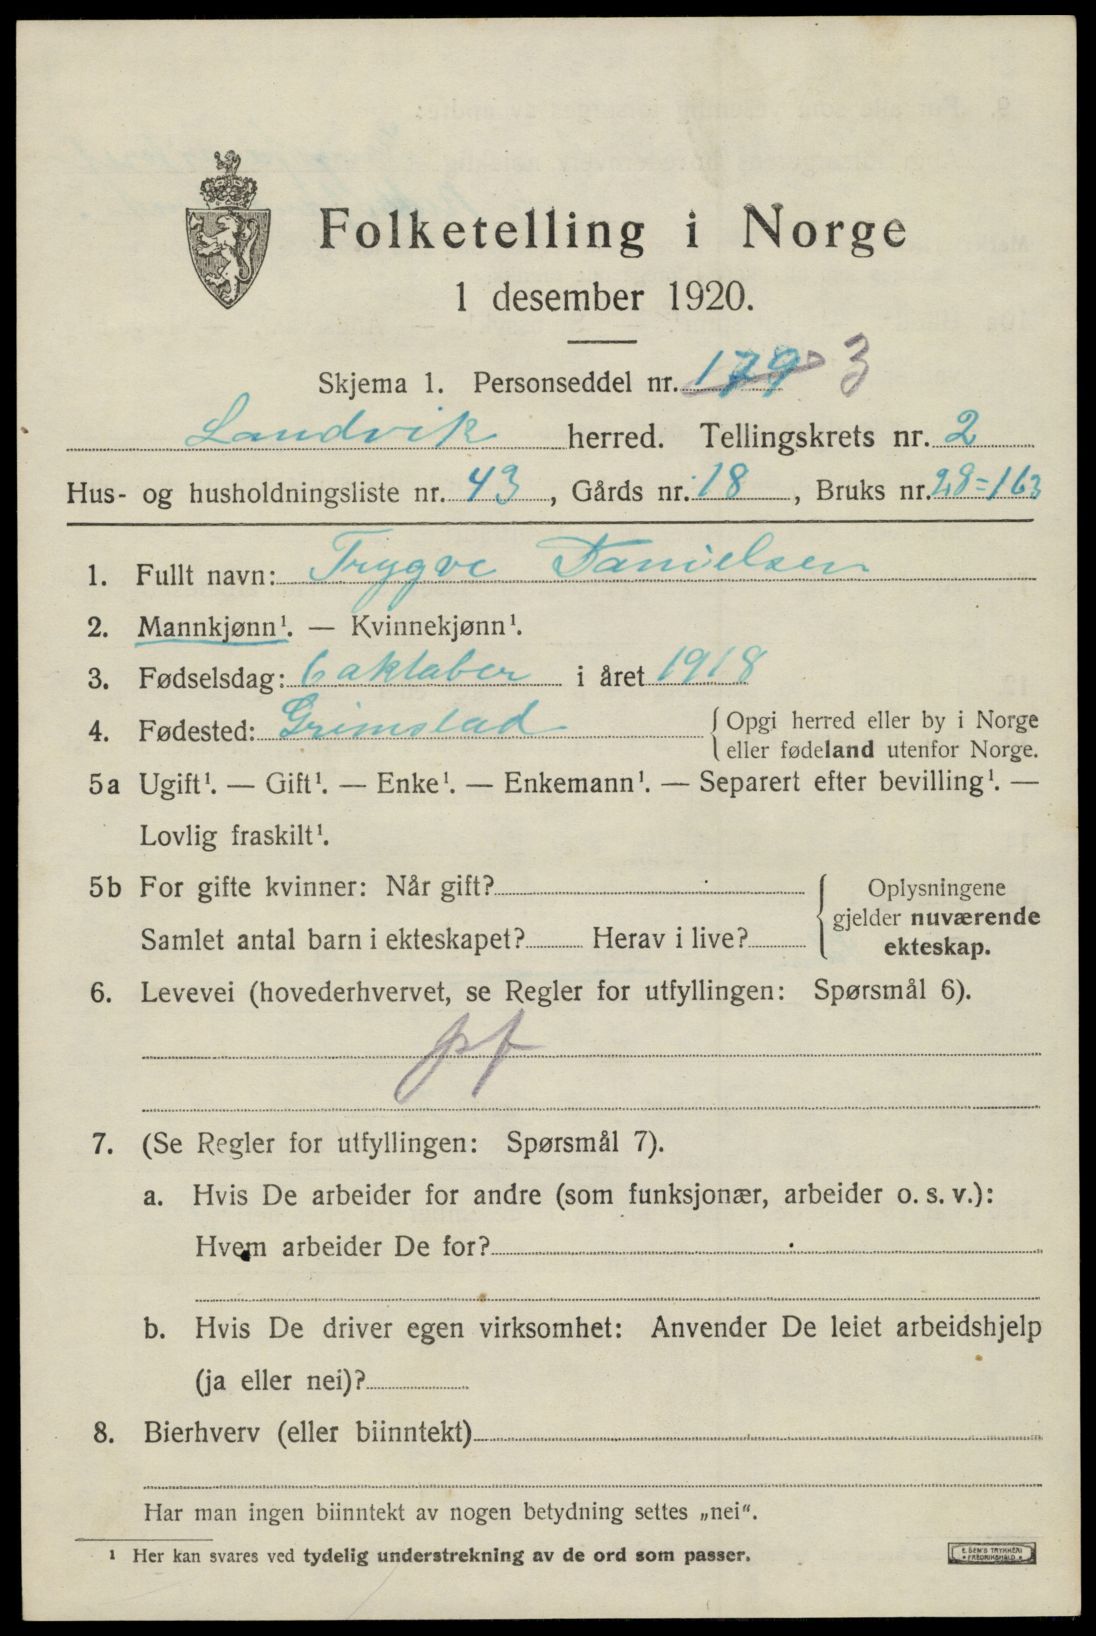 Folketelling i Norge
1 desember 1920.
Skjema 1. Personseddel nr. 179 3
Landvik herred. Tellingskrets nr. 2
Hus- og husholdningsliste nr. 43, Gårds nr. 18, Bruks nr. 28=163
1. Fullt navn: Trygve Danielsen
2. Mannkjønn¹. — Kvinnekjønn¹.
3. Fødselsdag: 6 aktober i året 1918
4. Fødested: Grimstad { Opgi herred eller by i Norge
eller fødeland utenfor Norge.
5a Ugift¹. — Gift¹. — Enke¹. — Enkemann¹. — Separert efter bevilling¹. —
Lovlig fraskilt¹.
5b For gifte kvinner: Når gift?
Samlet antal barn i ekteskapet? Herav i live?
Oplysningene
gjelder nuværende
ekteskap.
6. Levevei (hovederhvervet, se Regler for utfyllingen: Spørsmål 6).
pf
7. (Se Regler for utfyllingen: Spørsmål 7).
a. Hvis De arbeider for andre (som funksjonær, arbeider o. s. v.):
Hvem arbeider De for?
b. Hvis De driver egen virksomhet: Anvender De leiet arbeidshjelp
(ja eller nei)?
8. Bierhverv (eller biinntekt)
Har man ingen biinntekt av nogen betydning settes „nei“.
¹ Her kan svares ved tydelig understrekning av de ord som passer.
E. SEM'S TRYKKERI
FREDRIKSHALD